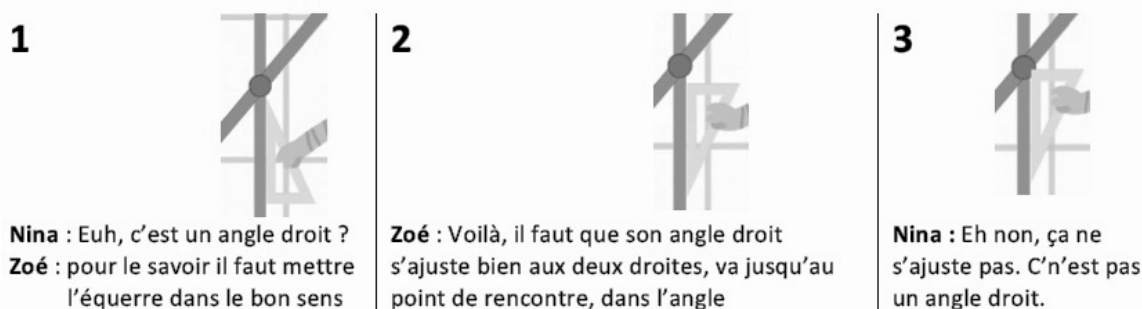 1
Nina : Euh, c’est un angle droit ?
Zoé : pour le savoir il faut mettre
l’équerre dans le bon sens
2
Zoé : Voilà, il faut que son angle droit
s’ajuste bien aux deux droites, va jusqu’au
point de rencontre, dans l’angle
3
Nina : Eh non, ça ne
s’ajuste pas. C’n’est pas
un angle droit.